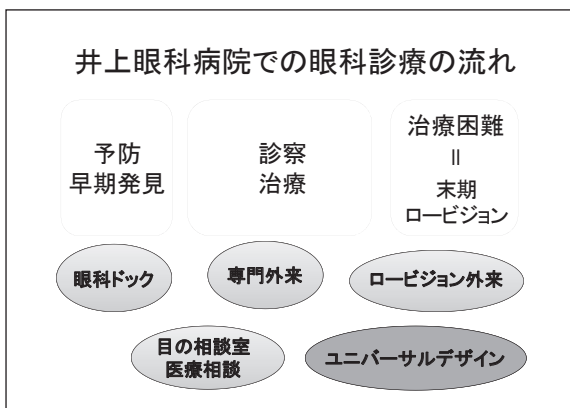 井上眼科病院での眼科診療の流れ
予防
早期発見
診察
治療
治療困難
＝
末期
ロービジョン
眼科ドック
専門外来
ロービジョン外来
目の相談室
医療相談
ユニバーサルデザイン